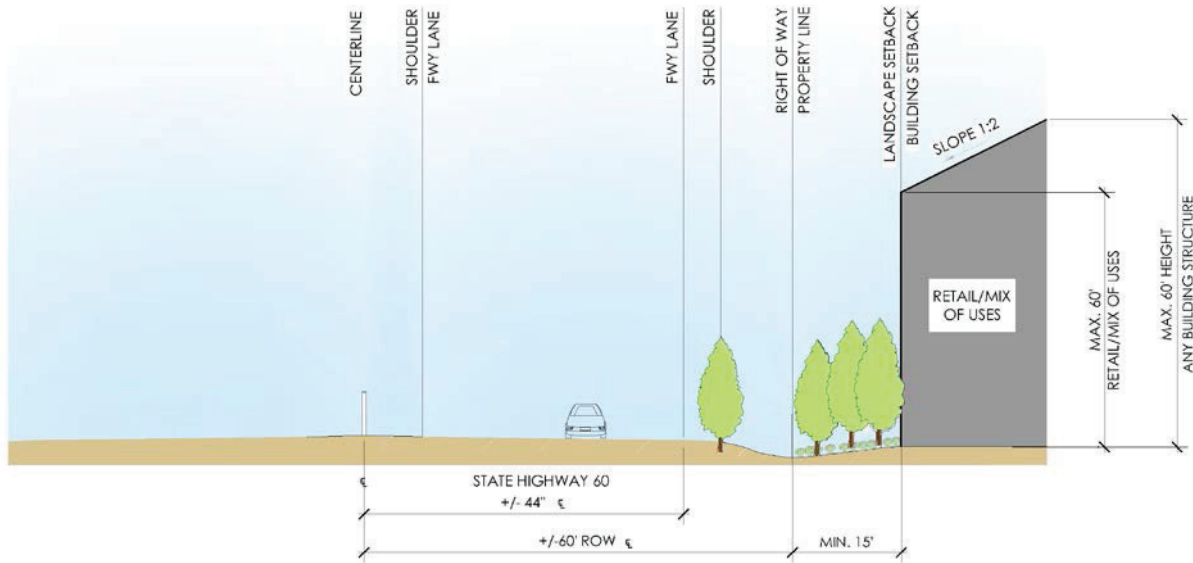 CENTERLINE
SHOULDER
FWY LANE
FWY LANE
SHOULDER
RIGHT OF WAY
PROPERTY LINE
LANDSCAPE SETBACK
BUILDING SETBACK
SLOPE 1:2
RETAIL/MIX
OF USES
MAX. 60'
RETAIL/MIX OF USES
MAX. 60' HEIGHT
ANY BUILDING STRUCTURE
℄
STATE HIGHWAY 60
+/- 44" ℄
+/-60' ROW ℄
MIN. 15'